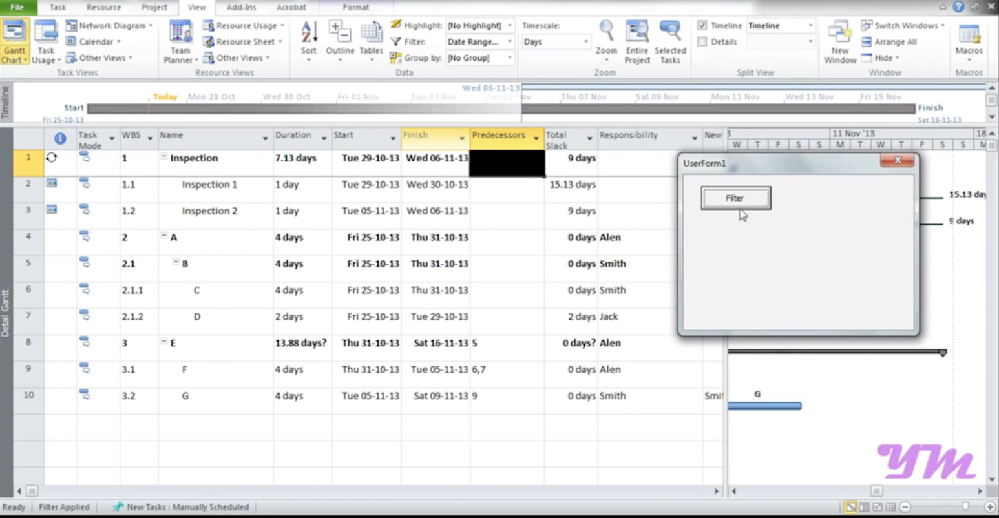 File Task Resource Project View Add-Ins Acrobat Format
Gantt Chart Task Usage Network Diagram Calendar Other Views
Task Views
Team Planner Resource Usage Resource Sheet Other Views
Resource Views
Sort Outline Tables
Highlight: [No Highlight]
Filter: Date Range...
Group by: [No Group]
Data
Timescale:
Days
Zoom Entire Project Selected Tasks
Zoom
Timeline Timeline
Details
Split View
New Window Switch Windows Arrange All Hide
Window
Macros
Macros
Timeline
Wed 06-11-13
Today Mon 28 Oct Wed 30 Oct Fri 01 Nov Sun 03 Nov Tue 05 Nov Thu 07 Nov Sat 09 Nov Mon 11 Nov Wed 13 Nov Fri 15 Nov
Start Finish
Fri 25-10-13 Sat 16-11-13
Detail Gantt
Task Mode WBS Name Duration Start Finish Predecessors Total Slack Responsibility New
3 11 Nov '13 18
W T F S S M T W T F S S M
1 1 Inspection 7.13 days Tue 29-10-13 Wed 06-11-13 9 days
2 1.1 Inspection 1 1 day Tue 29-10-13 Wed 30-10-13 15.13 days
3 1.2 Inspection 2 1 day Tue 05-11-13 Wed 06-11-13 9 days
4 2 A 4 days Fri 25-10-13 Thu 31-10-13 0 days Alen
5 2.1 B 4 days Fri 25-10-13 Thu 31-10-13 0 days Smith
6 2.1.1 C 4 days Fri 25-10-13 Thu 31-10-13 0 days Smith
7 2.1.2 D 2 days Fri 25-10-13 Tue 29-10-13 2 days Jack
8 3 E 13.88 days? Thu 31-10-13 Sat 16-11-13 5 0 days? Alen
9 3.1 F 4 days Thu 31-10-13 Tue 05-11-13 6,7 0 days Alen
10 3.2 G 4 days Tue 05-11-13 Sat 09-11-13 9 0 days Smith Smit
UserForm1
Filter
15.13 day
9 days
G
YM
Ready Filter Applied New Tasks : Manually Scheduled